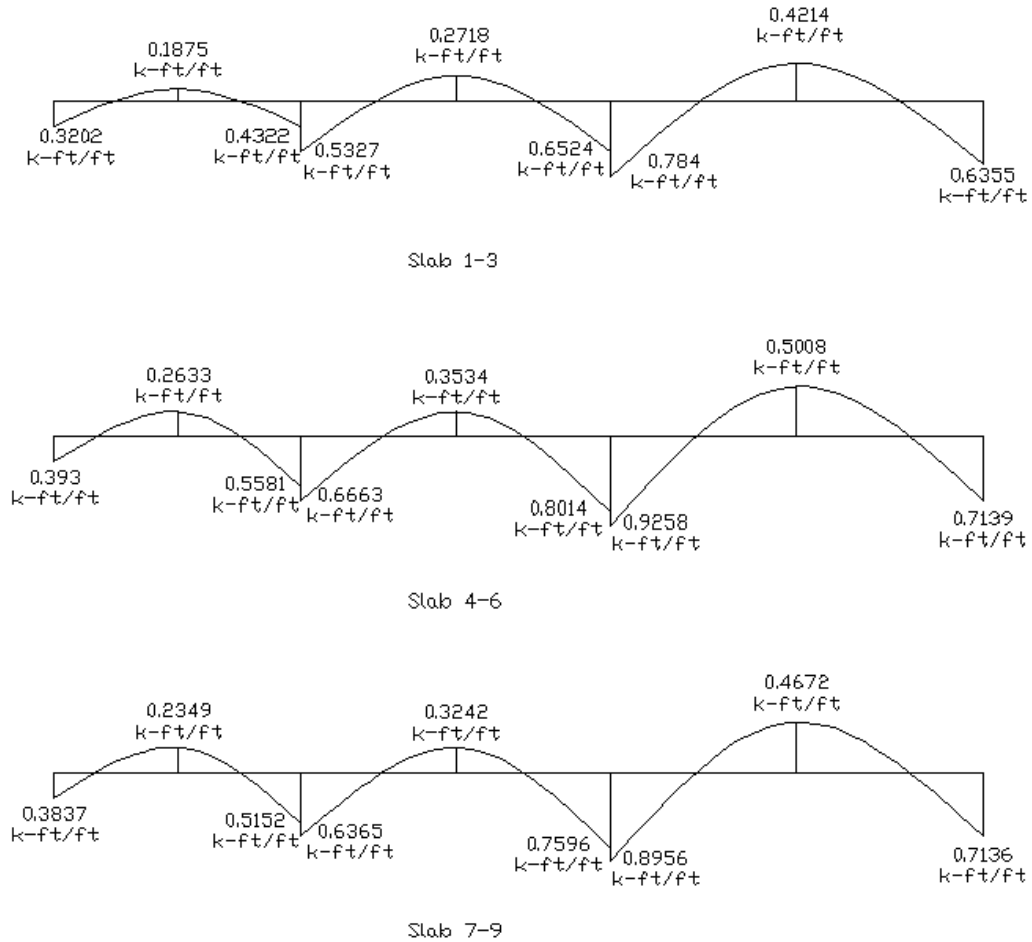 0.4214
k-ft/ft
0.2718
k-ft/ft
0.1875
k-ft/ft
0.3202
k-ft/ft
0.4322
k-ft/ft
0.5327
k-ft/ft
0.6524
k-ft/ft
0.784
k-ft/ft
0.6355
k-ft/ft
Slab 1-3
0.5008
k-ft/ft
0.2633
k-ft/ft
0.3534
k-ft/ft
0.393
k-ft/ft
0.5581
k-ft/ft
0.6663
k-ft/ft
0.8014
k-ft/ft
0.9258
k-ft/ft
0.7139
k-ft/ft
Slab 4-6
0.4672
k-ft/ft
0.2349
k-ft/ft
0.3242
k-ft/ft
0.3837
k-ft/ft
0.5152
k-ft/ft
0.6365
k-ft/ft
0.7596
k-ft/ft
0.8956
k-ft/ft
0.7136
k-ft/ft
Slab 7-9